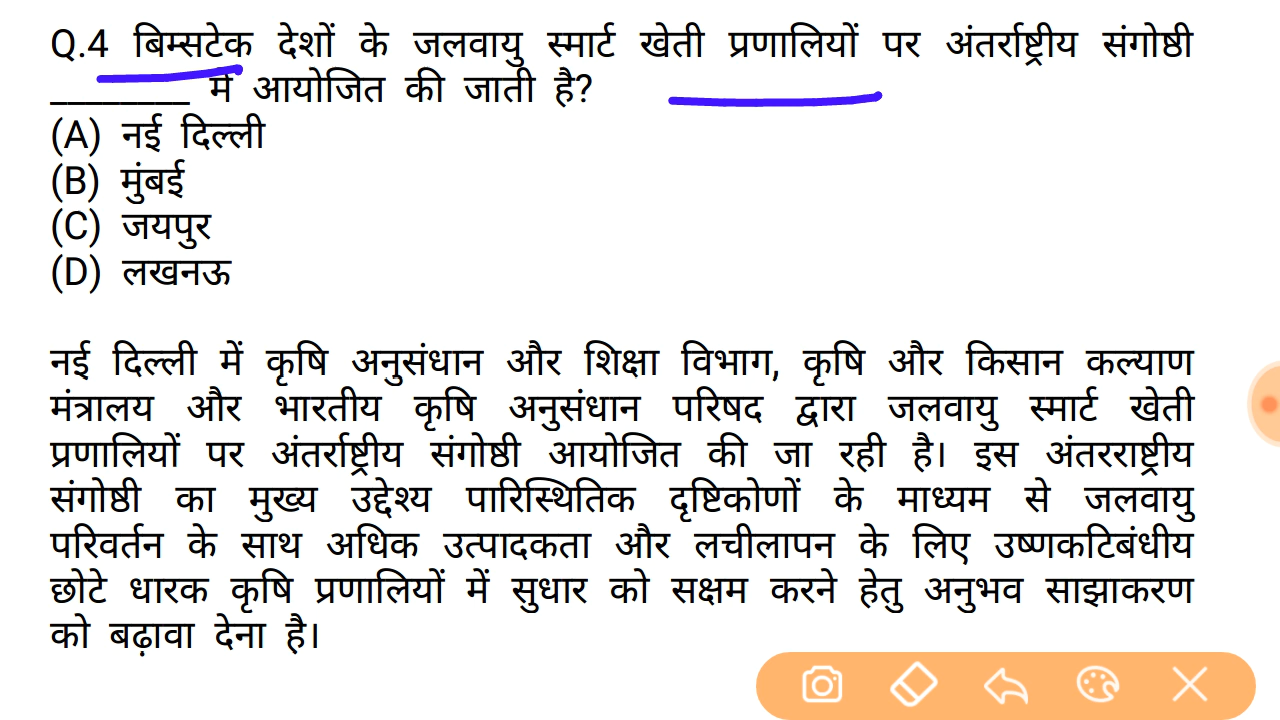 Q.4 बिम्सटेक देशों के जलवायु स्मार्ट खेती प्रणालियों पर अंतर्राष्ट्रीय संगोष्ठी
________ में आयोजित की जाती है?
(A) नई दिल्ली
(B) मुंबई
(C) जयपुर
(D) लखनऊ
नई दिल्ली में कृषि अनुसंधान और शिक्षा विभाग, कृषि और किसान कल्याण
मंत्रालय और भारतीय कृषि अनुसंधान परिषद द्वारा जलवायु स्मार्ट खेती
प्रणालियों पर अंतर्राष्ट्रीय संगोष्ठी आयोजित की जा रही है। इस अंतरराष्ट्रीय
संगोष्ठी का मुख्य उद्देश्य पारिस्थितिक दृष्टिकोणों के माध्यम से जलवायु
परिवर्तन के साथ अधिक उत्पादकता और लचीलापन के लिए उष्णकटिबंधीय
छोटे धारक कृषि प्रणालियों में सुधार को सक्षम करने हेतु अनुभव साझाकरण
को बढ़ावा देना है।